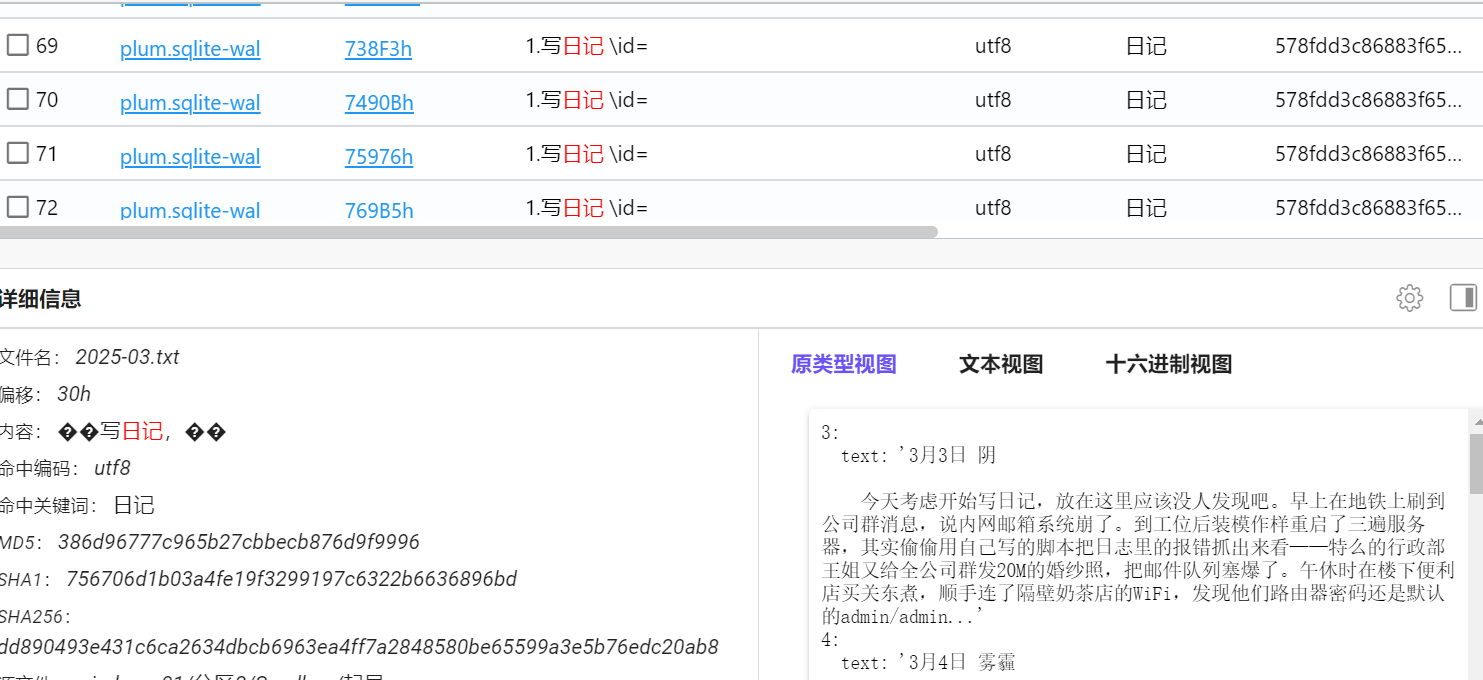 69 plum.sqlite-wal 738F3h 1.写日记 \id= utf8 日记 578fdd3c86883f65...
70 plum.sqlite-wal 7490Bh 1.写日记 \id= utf8 日记 578fdd3c86883f65...
71 plum.sqlite-wal 75976h 1.写日记 \id= utf8 日记 578fdd3c86883f65...
72 plum.sqlite-wal 769B5h 1.写日记 \id= utf8 日记 578fdd3c86883f65...
详细信息
文件名： 2025-03.txt
偏移： 30h
内容： ��写日记，��
命中编码： utf8
命中关键词： 日记
MD5： 386d96777c965b27cbbecb876d9f9996
SHA1： 756706d1b03a4fe19f3299197c6322b6636896bd
SHA256：
dd890493e431c6ca2634dbcb6963ea4ff7a2848580be65599a3e5b76edc20ab8
原类型视图 文本视图 十六进制视图
3:
text: '3月3日 阴
今天考虑开始写日记，放在这里应该没人发现吧。早上在地铁上刷到
公司群消息，说内网邮箱系统崩了。到工位后装模作样重启了三遍服务
器，其实偷偷用自己写的脚本把日志里的报错抓出来看——特么的行政部
王姐又给全公司群发20M的婚纱照，把邮件队列塞爆了。午休时在楼下便利
店买关东煮，顺手连了隔壁奶茶店的WiFi，发现他们路由器密码还是默认
的admin/admin...'
4:
text: '3月4日 雾霾